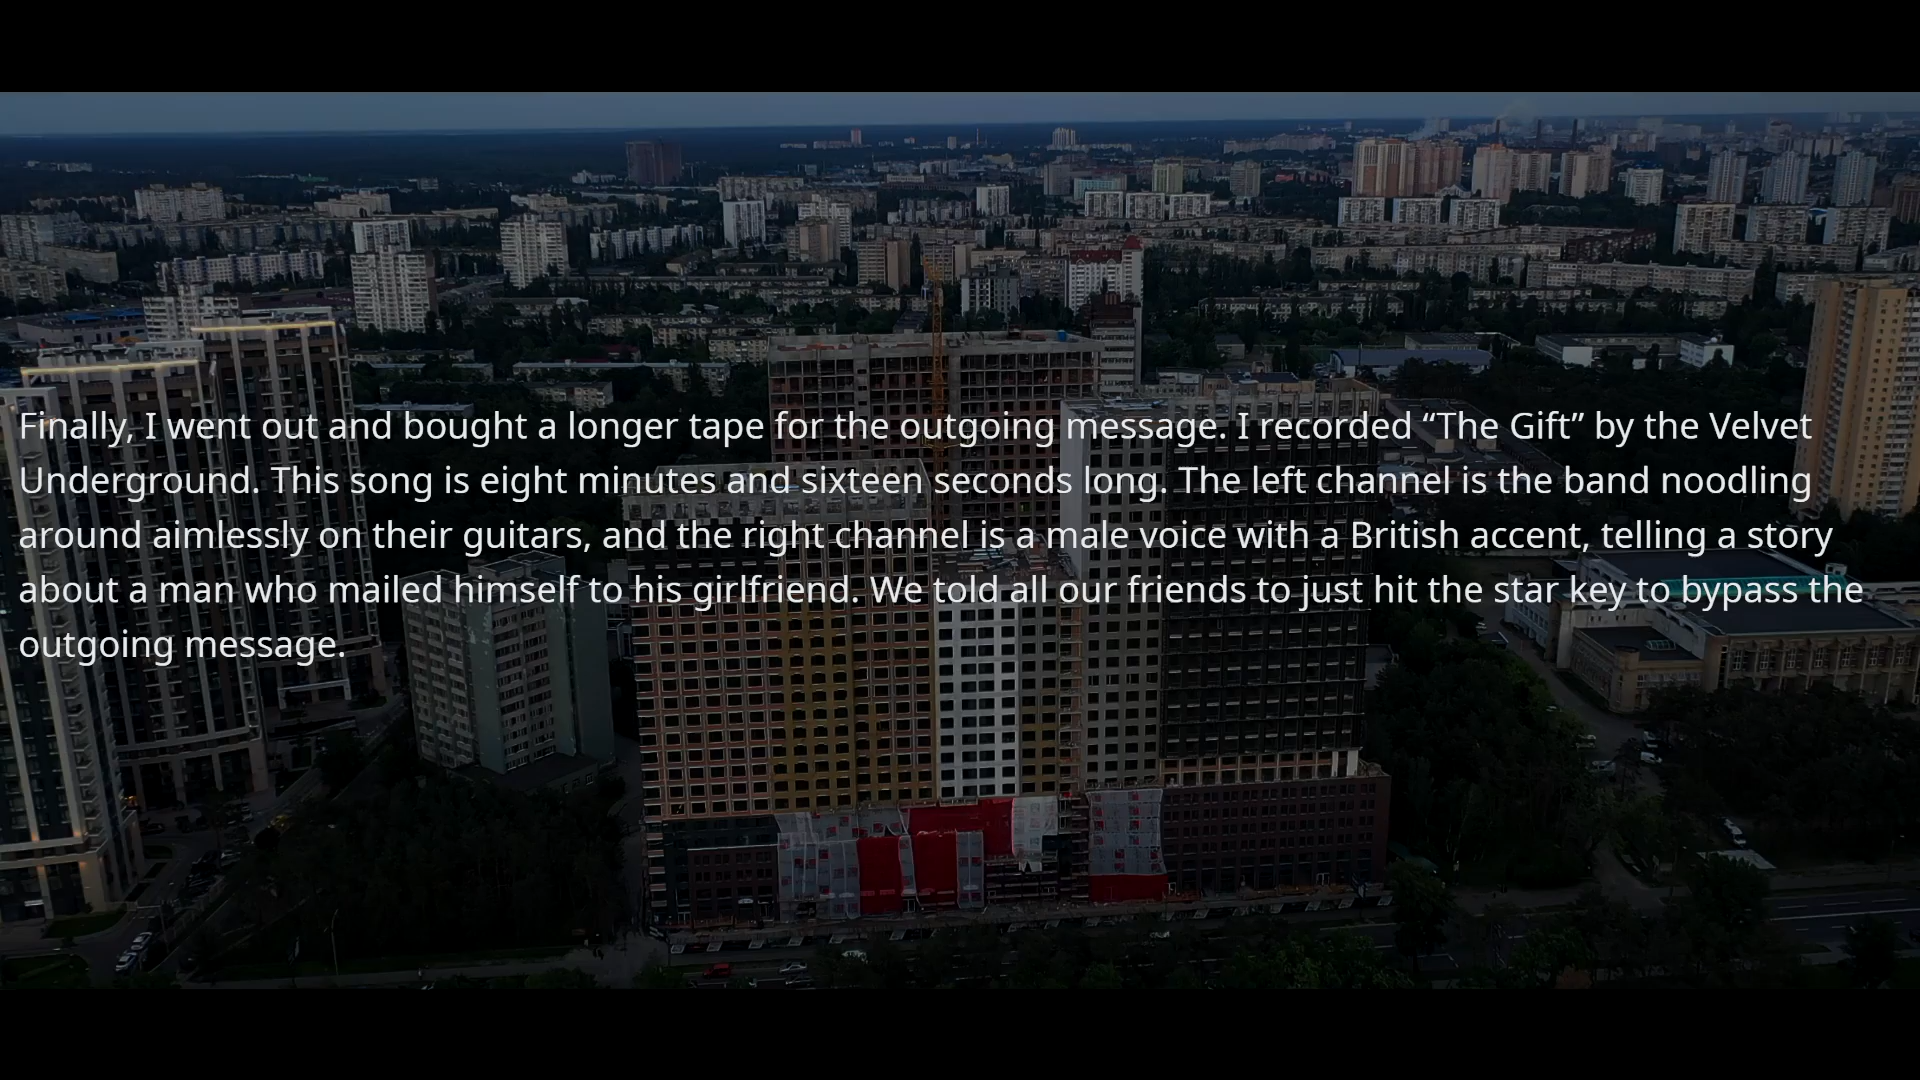 Finally, I went out and bought a longer tape for the outgoing message. I recorded “The Gift” by the Velvet
Underground. This song is eight minutes and sixteen seconds long. The left channel is the band noodling
around aimlessly on their guitars, and the right channel is a male voice with a British accent, telling a story
about a man who mailed himself to his girlfriend. We told all our friends to just hit the star key to bypass the
outgoing message.